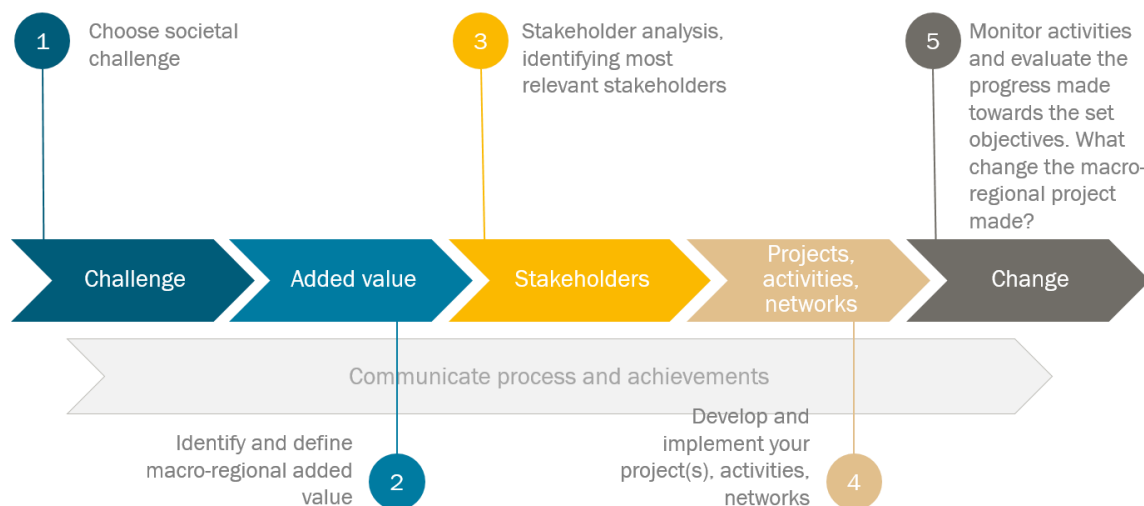 1
Choose societal
challenge
3
Stakeholder analysis,
identifying most
relevant stakeholders
5
Monitor activities
and evaluate the
progress made
towards the set
objectives. What
change the macro-
regional project
made?
Challenge
Added value
Stakeholders
Projects,
activities,
networks
Change
Communicate process and achievements
Identify and define
macro-regional added
value
2
Develop and
implement your
project(s), activities,
networks
4